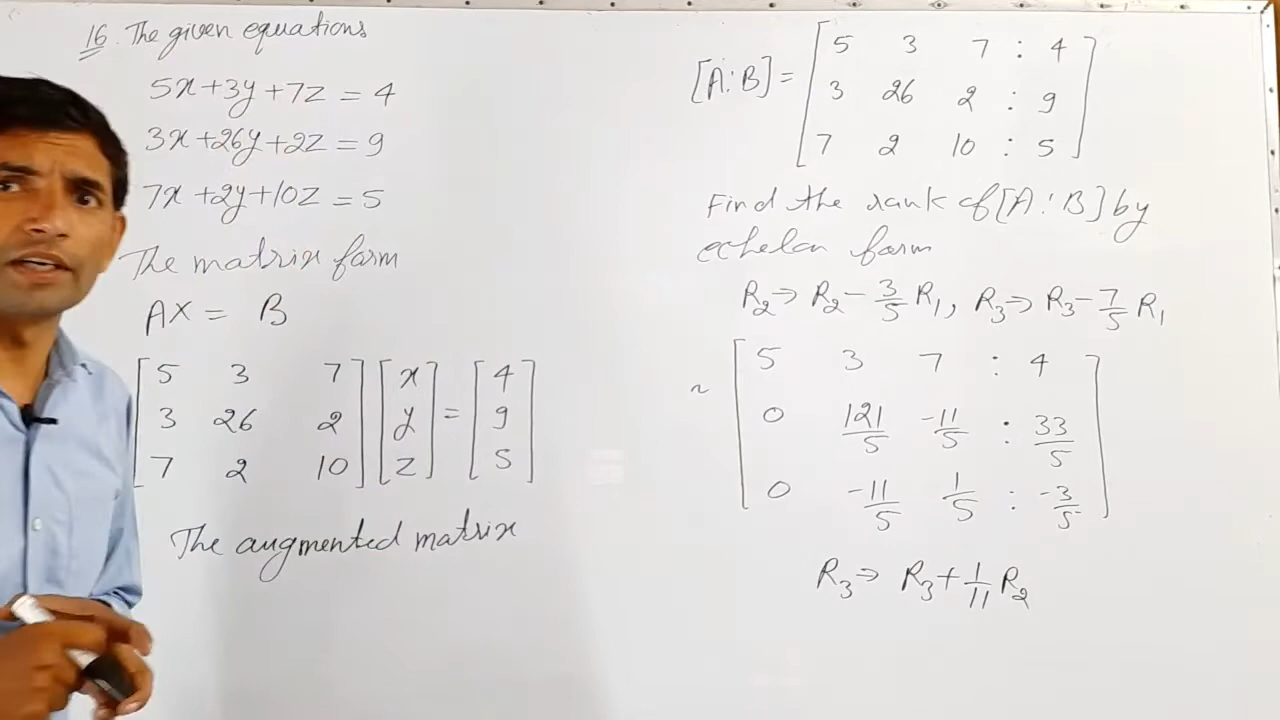 16. The given equations
5x+3y+7z = 4
3x+26y+2z = 9
7x+2y+10z = 5
The matrix form
AX = B
[5 3 7] [x] = [4]
[3 26 2] [y] [9]
[7 2 10] [z] [5]
The augmented matrix
[A:B] = [5 3 7 : 4]
[3 26 2 : 9]
[7 2 10 : 5]
Find the rank of [A:B] by
echelan form
R₂→ R₂ - 3/5 R₁, R₃→ R₃ - 7/5 R₁
~ [5 3 7 : 4]
[0 121/5 -11/5 : 33/5]
[0 -11/5 1/5 : -3/5]
R₃→ R₃ + 1/11 R₂